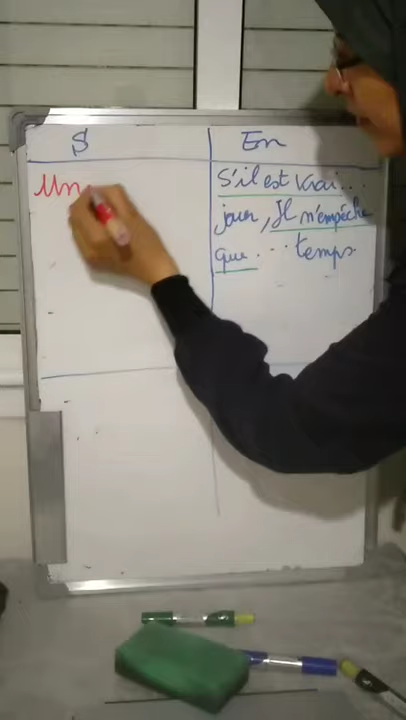 S
En
Un
S'il est vrai...
jour, Il n'empêche
que... temps.